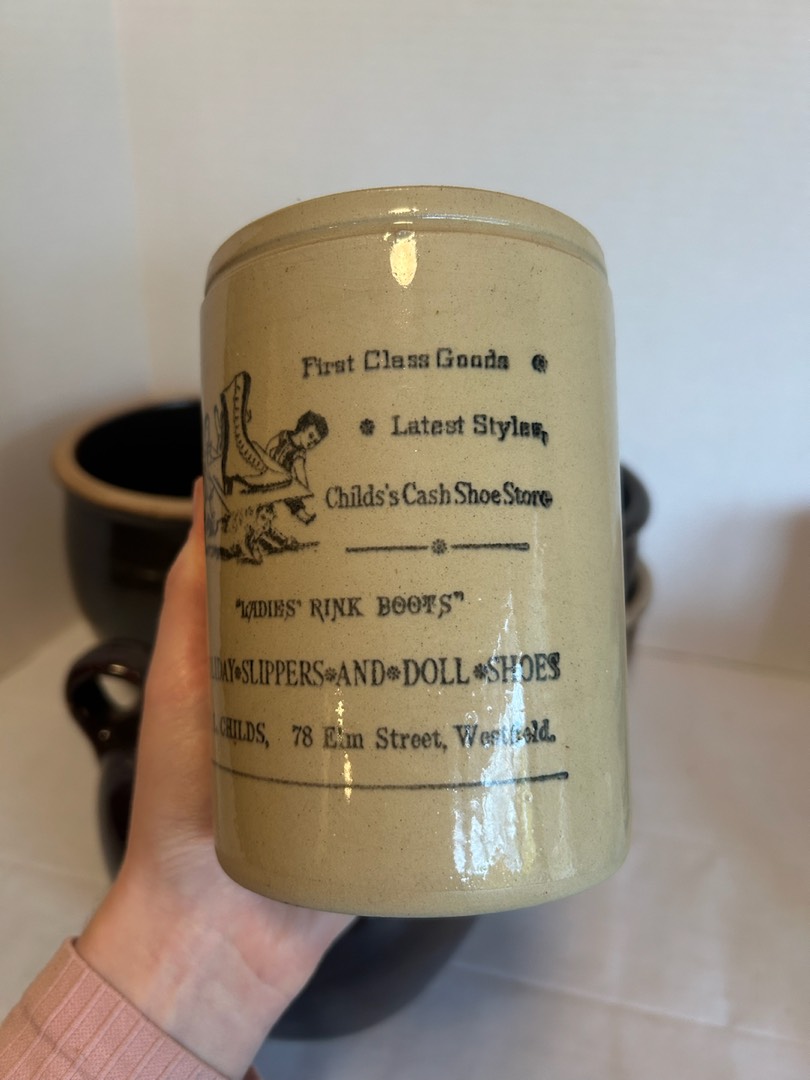 First Class Goods
Latest Styles,
Childs's Cash Shoe Store
"LADIES' RINK BOOTS"
SLIPPERS AND DOLL SHOES
CHILDS, 78 Elm Street, Westfield.